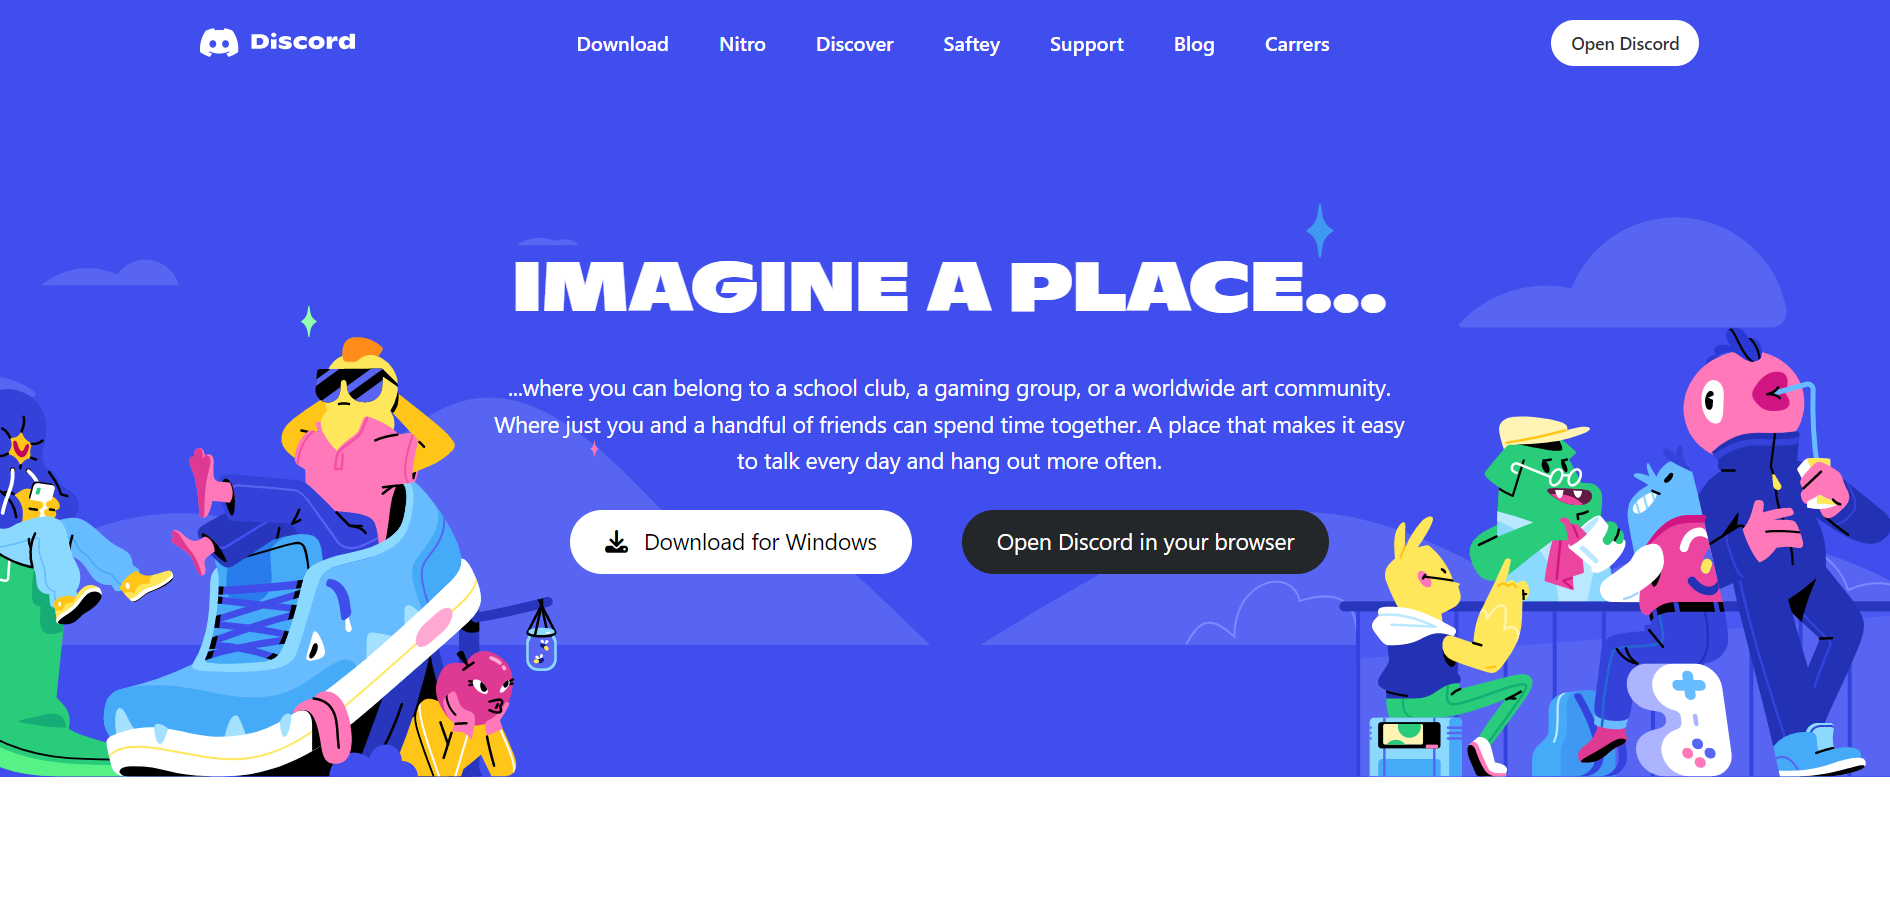 Discord
Download Nitro Discover Saftey Support Blog Carrers
Open Discord
IMAGINE A PLACE...
...where you can belong to a school club, a gaming group, or a worldwide art community.
Where just you and a handful of friends can spend time together. A place that makes it easy
to talk every day and hang out more often.
Download for Windows
Open Discord in your browser